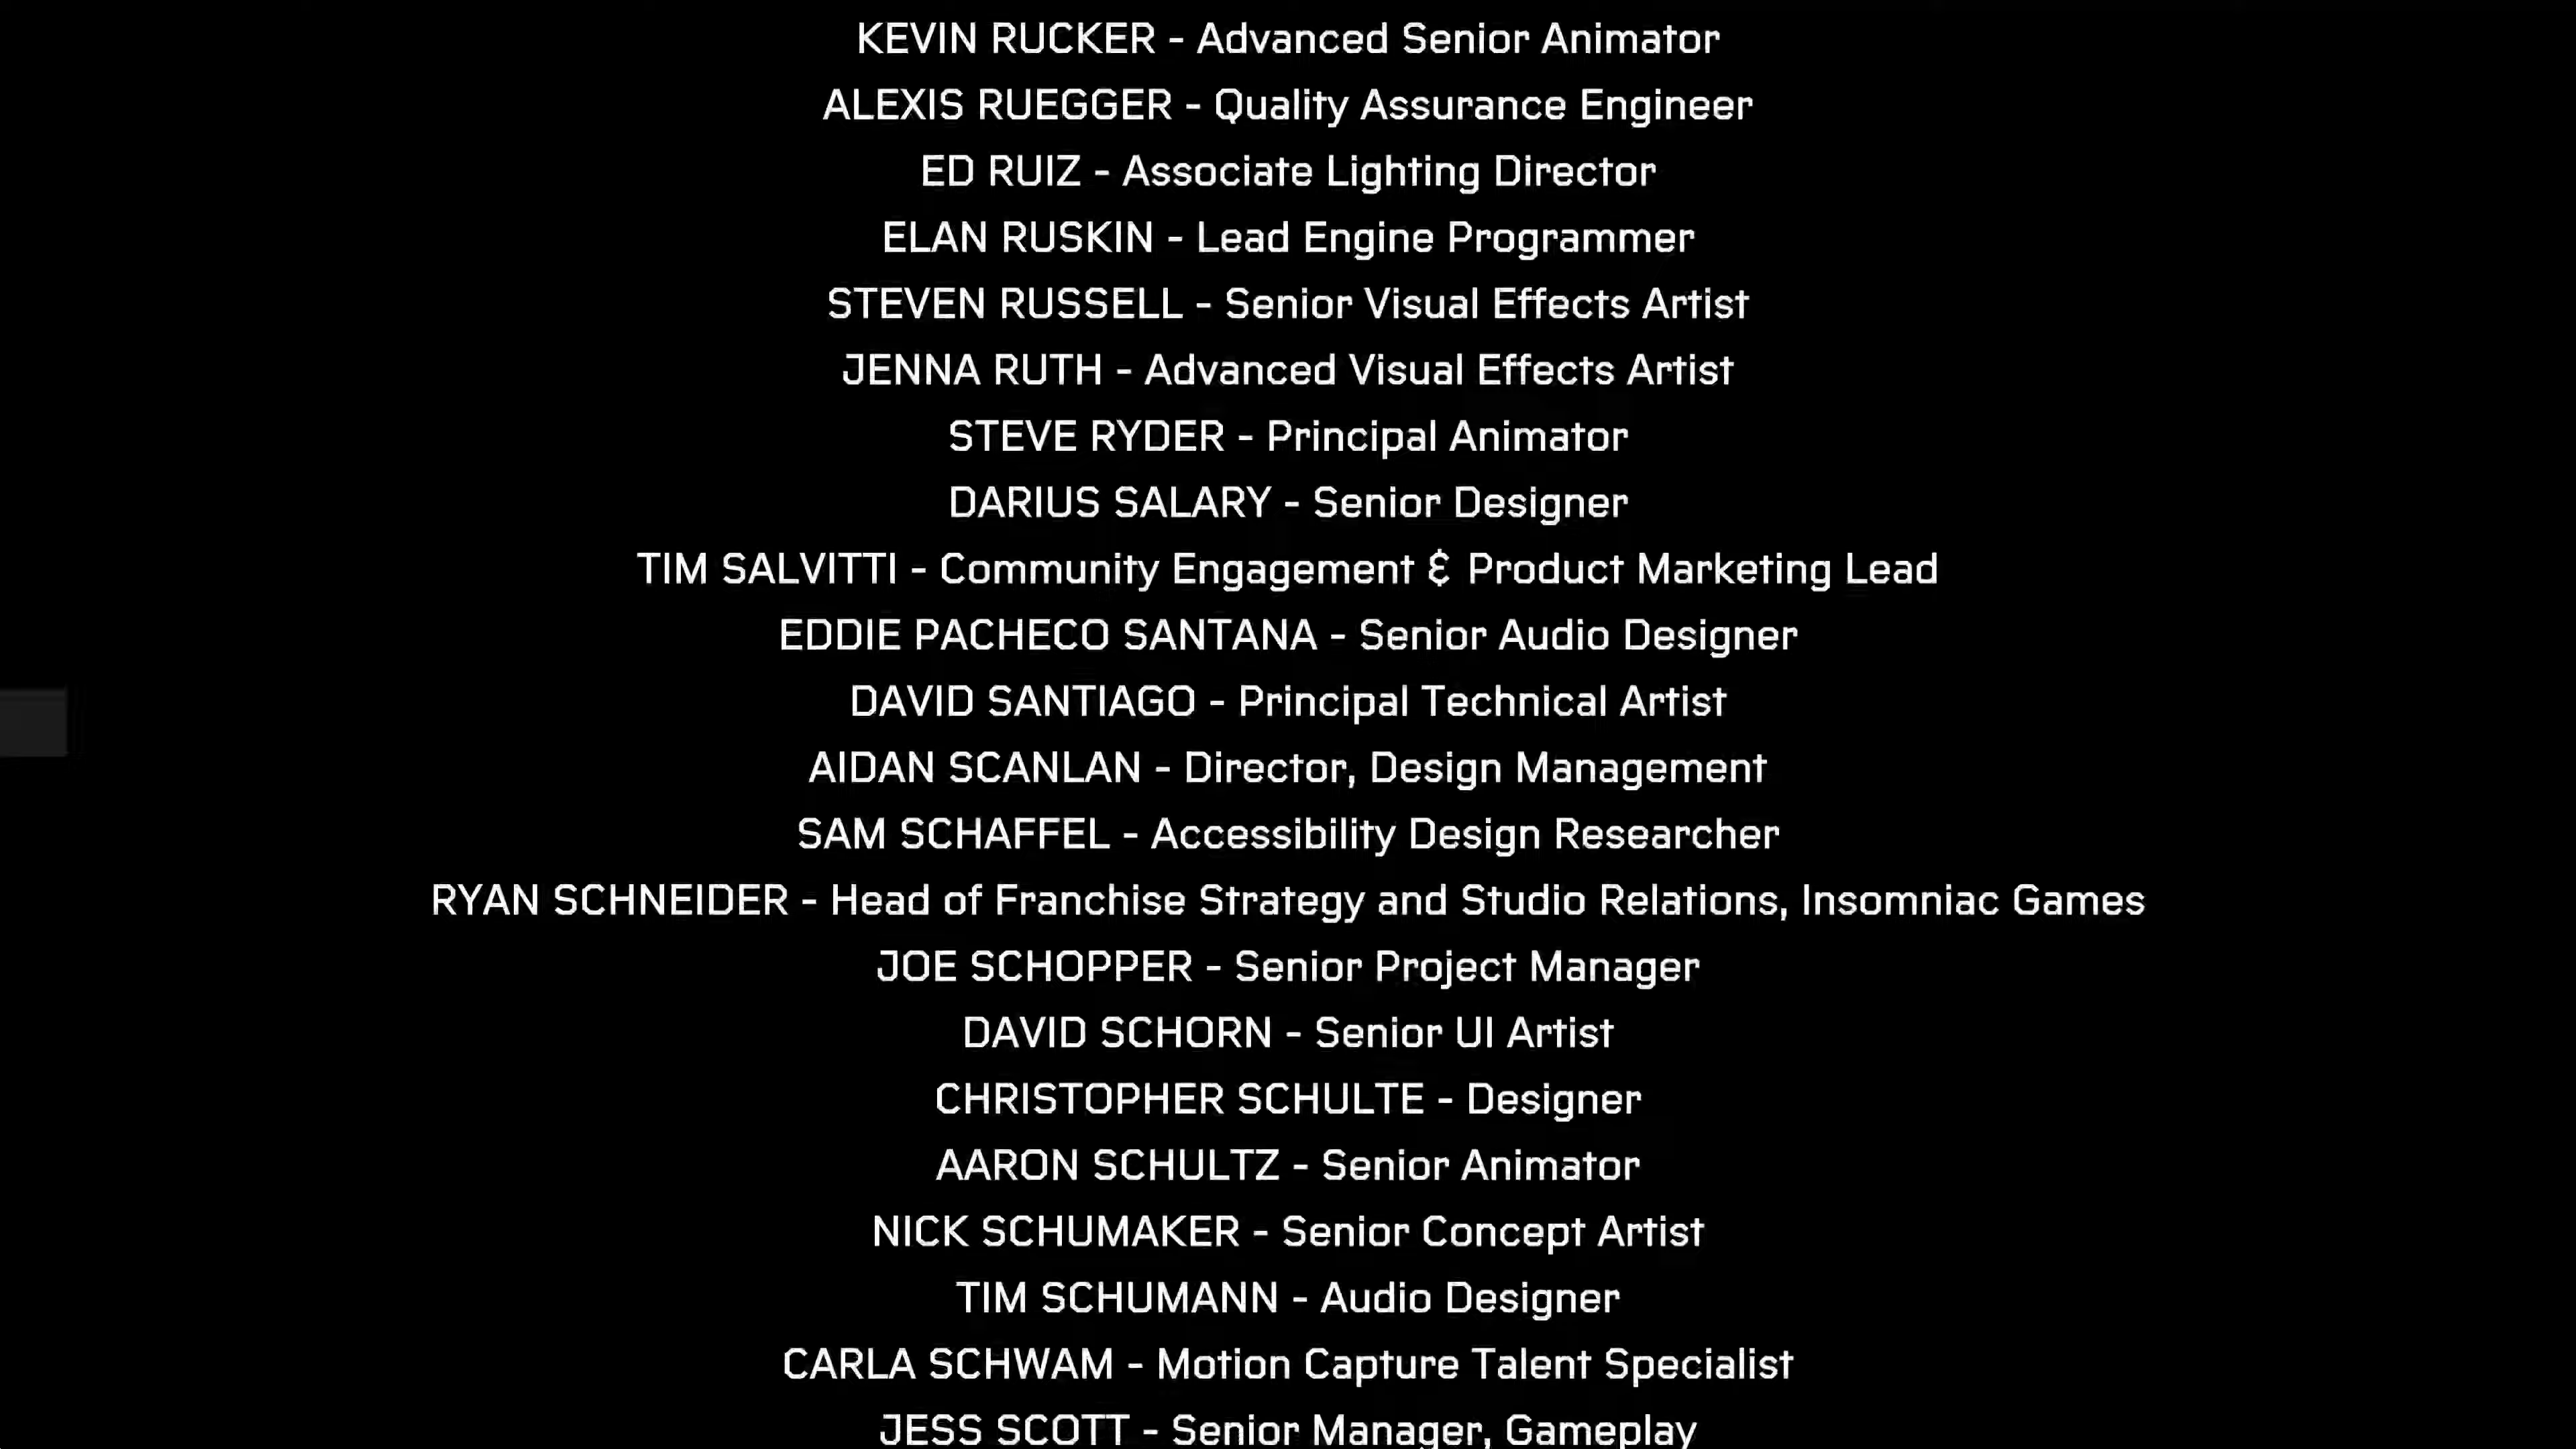 KEVIN RUCKER - Advanced Senior Animator
ALEXIS RUEGGER - Quality Assurance Engineer
ED RUIZ - Associate Lighting Director
ELAN RUSKIN - Lead Engine Programmer
STEVEN RUSSELL - Senior Visual Effects Artist
JENNA RUTH - Advanced Visual Effects Artist
STEVE RYDER - Principal Animator
DARIUS SALARY - Senior Designer
TIM SALVITTI - Community Engagement & Product Marketing Lead
EDDIE PACHECO SANTANA - Senior Audio Designer
DAVID SANTIAGO - Principal Technical Artist
AIDAN SCANLAN - Director, Design Management
SAM SCHAFFEL - Accessibility Design Researcher
RYAN SCHNEIDER - Head of Franchise Strategy and Studio Relations, Insomniac Games
JOE SCHOPPER - Senior Project Manager
DAVID SCHORN - Senior UI Artist
CHRISTOPHER SCHULTE - Designer
AARON SCHULTZ - Senior Animator
NICK SCHUMAKER - Senior Concept Artist
TIM SCHUMANN - Audio Designer
CARLA SCHWAM - Motion Capture Talent Specialist
JESS SCOTT - Senior Manager, Gameplay